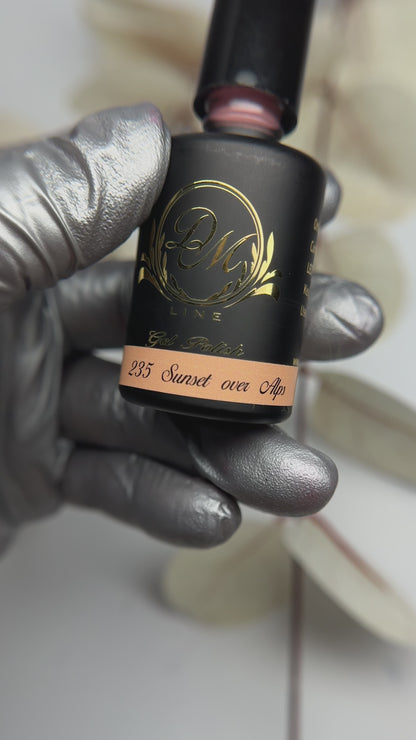 DM
LINE
Gel Polish
235 Sunset over Alps